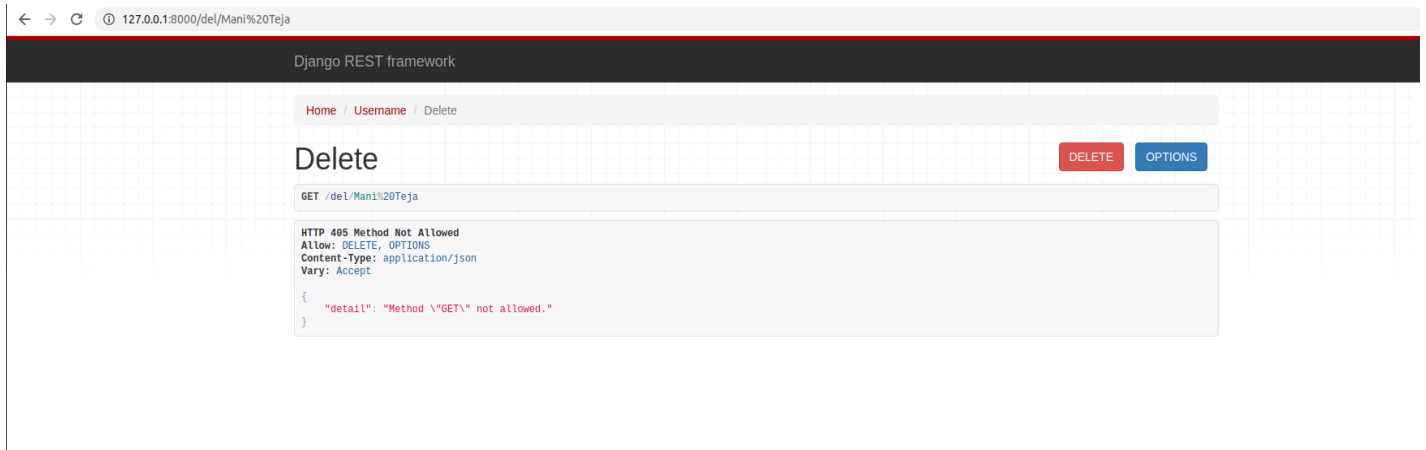 127.0.0.1:8000/del/Mani%20Teja
Django REST framework
Home / Username / Delete
Delete
DELETE
OPTIONS
GET /del/Mani%20Teja
HTTP 405 Method Not Allowed
Allow: DELETE, OPTIONS
Content-Type: application/json
Vary: Accept
{
"detail": "Method \"GET\" not allowed."
}